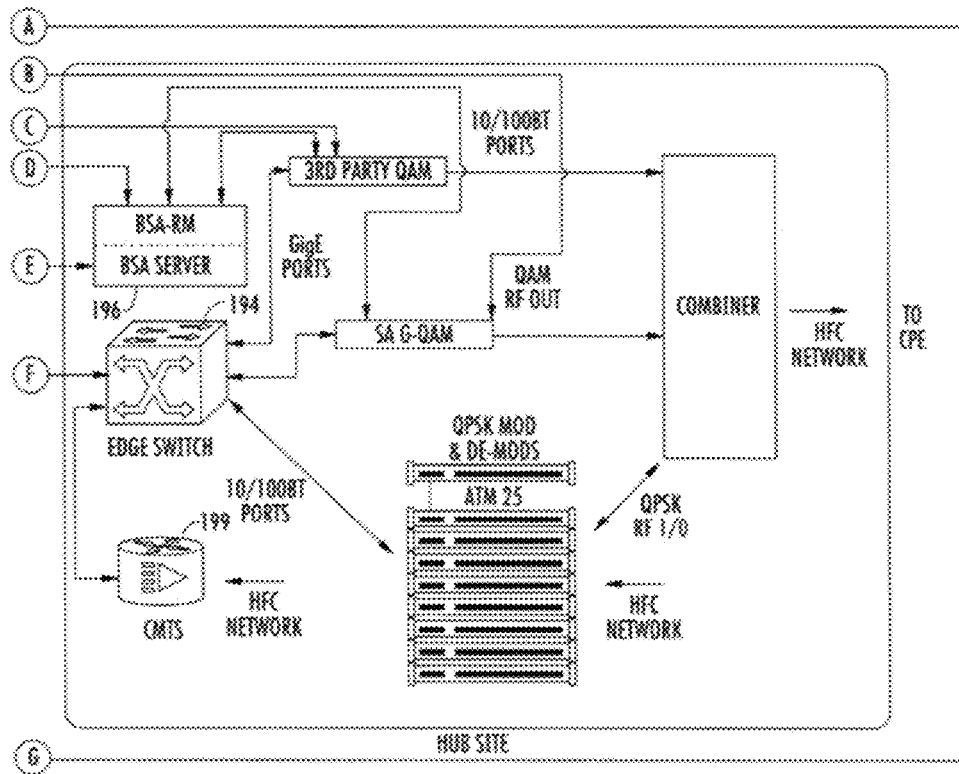 A
B
C
D
E
F
G
10/100BT
PORTS
3RD PARTY QAM
BSA-RM
BSA SERVER
196
194
GigE
PORTS
QAM
RF OUT
SA G-QAM
COMBINER
HFC
NETWORK
TO
CPE
EDGE SWITCH
QPSK MOD
& DE-MODS
ATM 25
10/100BT
PORTS
QPSK
RF I/O
199
CMTS
HFC
NETWORK
HFC
NETWORK
HUB SITE